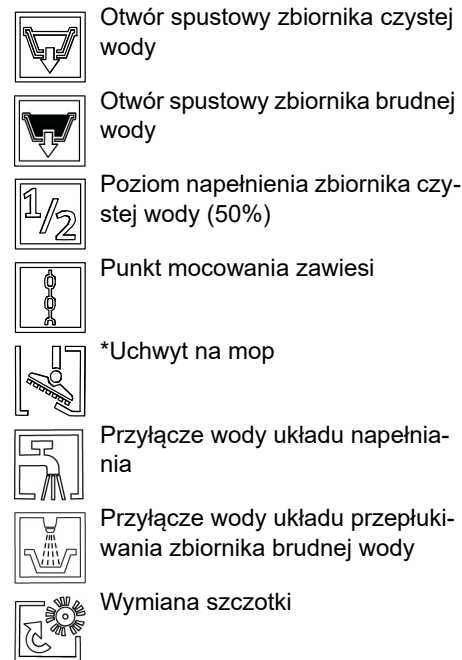 Otwór spustowy zbiornika czystej
wody
Otwór spustowy zbiornika brudnej
wody
1/2
Poziom napełnienia zbiornika czy-
stej wody (50%)
Punkt mocowania zawiesi
*Uchwyt na mop
Przyłącze wody układu napełnia-
nia
Przyłącze wody układu przepłuki-
wania zbiornika brudnej wody
Wymiana szczotki